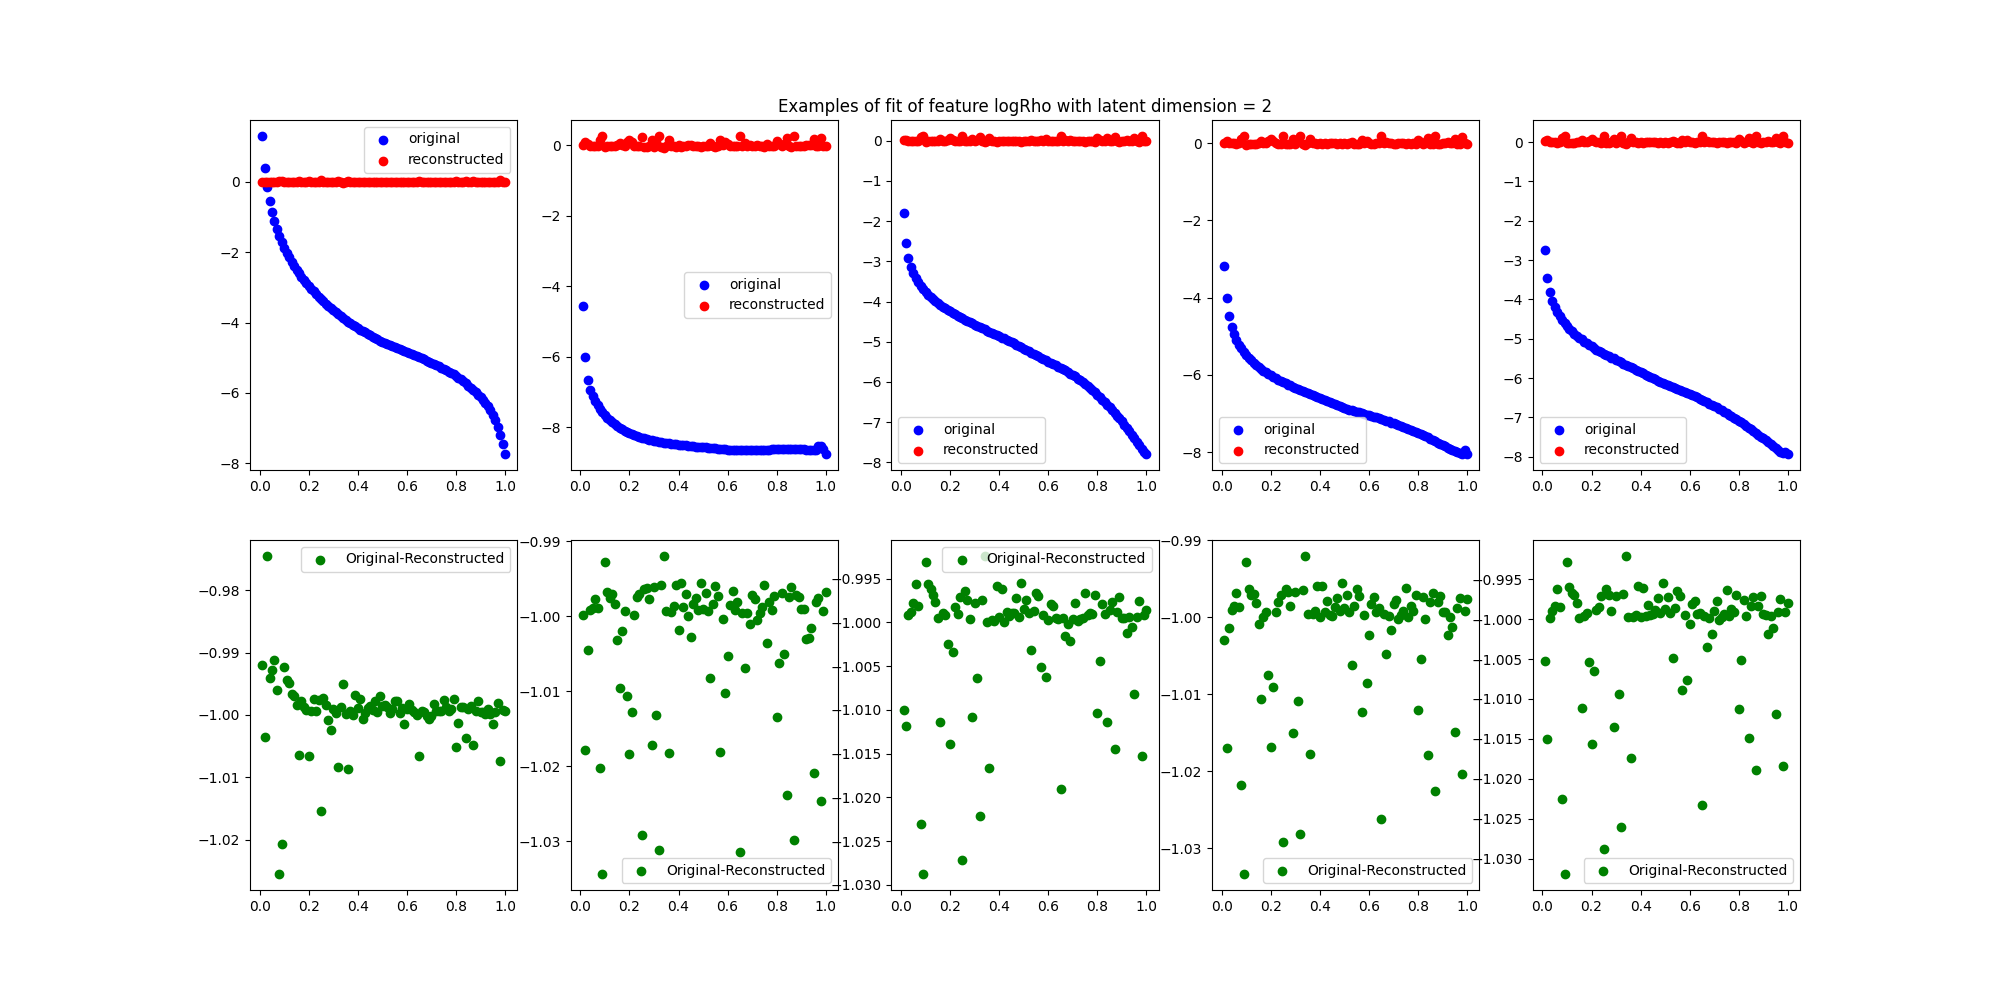 Examples of fit of feature logRho with latent dimension = 2
original
reconstructed
0
−2
−4
−6
−8
0.0 0.2 0.4 0.6 0.8 1.0
original
reconstructed
0
−2
−4
−6
−8
0.0 0.2 0.4 0.6 0.8 1.0
original
reconstructed
0
−1
−2
−3
−4
−5
−6
−7
−8
0.0 0.2 0.4 0.6 0.8 1.0
original
reconstructed
0
−2
−4
−6
−8
0.0 0.2 0.4 0.6 0.8 1.0
original
reconstructed
0
−1
−2
−3
−4
−5
−6
−7
−8
0.0 0.2 0.4 0.6 0.8 1.0
Original-Reconstructed
−0.98
−0.99
−1.00
−1.01
−1.02
0.0 0.2 0.4 0.6 0.8 1.0
Original-Reconstructed
−0.99
−1.00
−1.01
−1.02
−1.03
0.0 0.2 0.4 0.6 0.8 1.0
Original-Reconstructed
−0.995
−1.000
−1.005
−1.010
−1.015
−1.020
−1.025
−1.030
0.0 0.2 0.4 0.6 0.8 1.0
Original-Reconstructed
−0.99
−1.00
−1.01
−1.02
−1.03
0.0 0.2 0.4 0.6 0.8 1.0
Original-Reconstructed
−0.995
−1.000
−1.005
−1.010
−1.015
−1.020
−1.025
−1.030
0.0 0.2 0.4 0.6 0.8 1.0